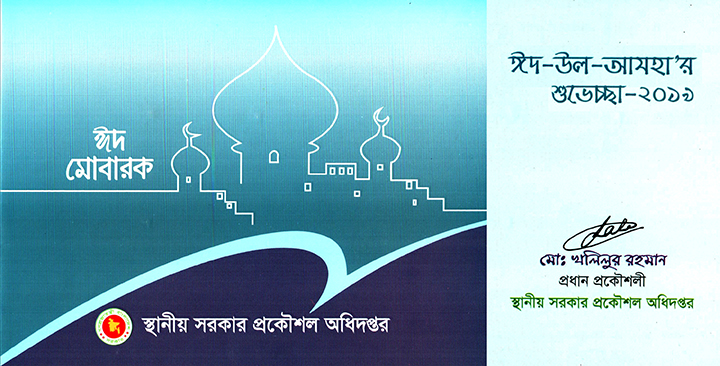 ঈদ
মোবারক
স্থানীয় সরকার প্রকৌশল অধিদপ্তর
ঈদ-উল-আযহা'র
শুভেচ্ছা-২০১৯
মোঃ খলিলুর রহমান
প্রধান প্রকৌশলী
স্থানীয় সরকার প্রকৌশল অধিদপ্তর